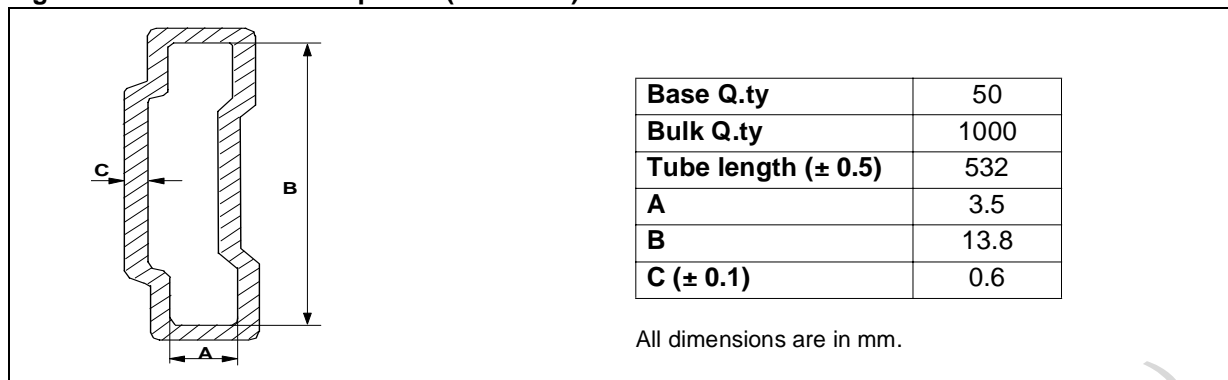 C
B
A
Base Q.ty 50
Bulk Q.ty 1000
Tube length (± 0.5) 532
A 3.5
B 13.8
C (± 0.1) 0.6
All dimensions are in mm.